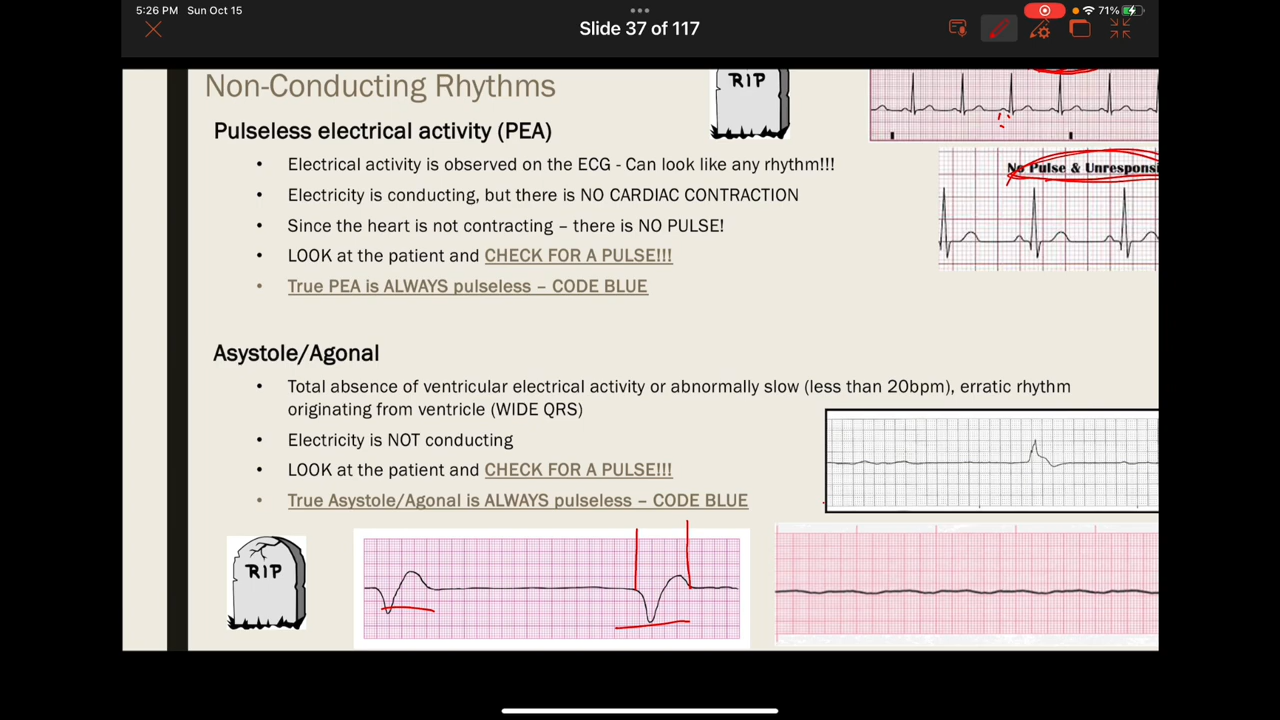 5:26 PM Sun Oct 15
71%
Slide 37 of 117
Non-Conducting Rhythms
RIP
Pulseless electrical activity (PEA)
• Electrical activity is observed on the ECG - Can look like any rhythm!!!
No Pulse & Unresponsi
• Electricity is conducting, but there is NO CARDIAC CONTRACTION
• Since the heart is not contracting – there is NO PULSE!
• LOOK at the patient and CHECK FOR A PULSE!!!
• True PEA is ALWAYS pulseless – CODE BLUE
Asystole/Agonal
• Total absence of ventricular electrical activity or abnormally slow (less than 20bpm), erratic rhythm
originating from ventricle (WIDE QRS)
• Electricity is NOT conducting
• LOOK at the patient and CHECK FOR A PULSE!!!
• True Asystole/Agonal is ALWAYS pulseless – CODE BLUE
RIP